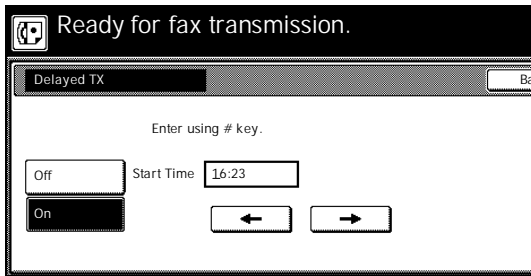 Ready for fax transmission.
Delayed TX
Enter using # key.
Off
Start Time 16:23
On